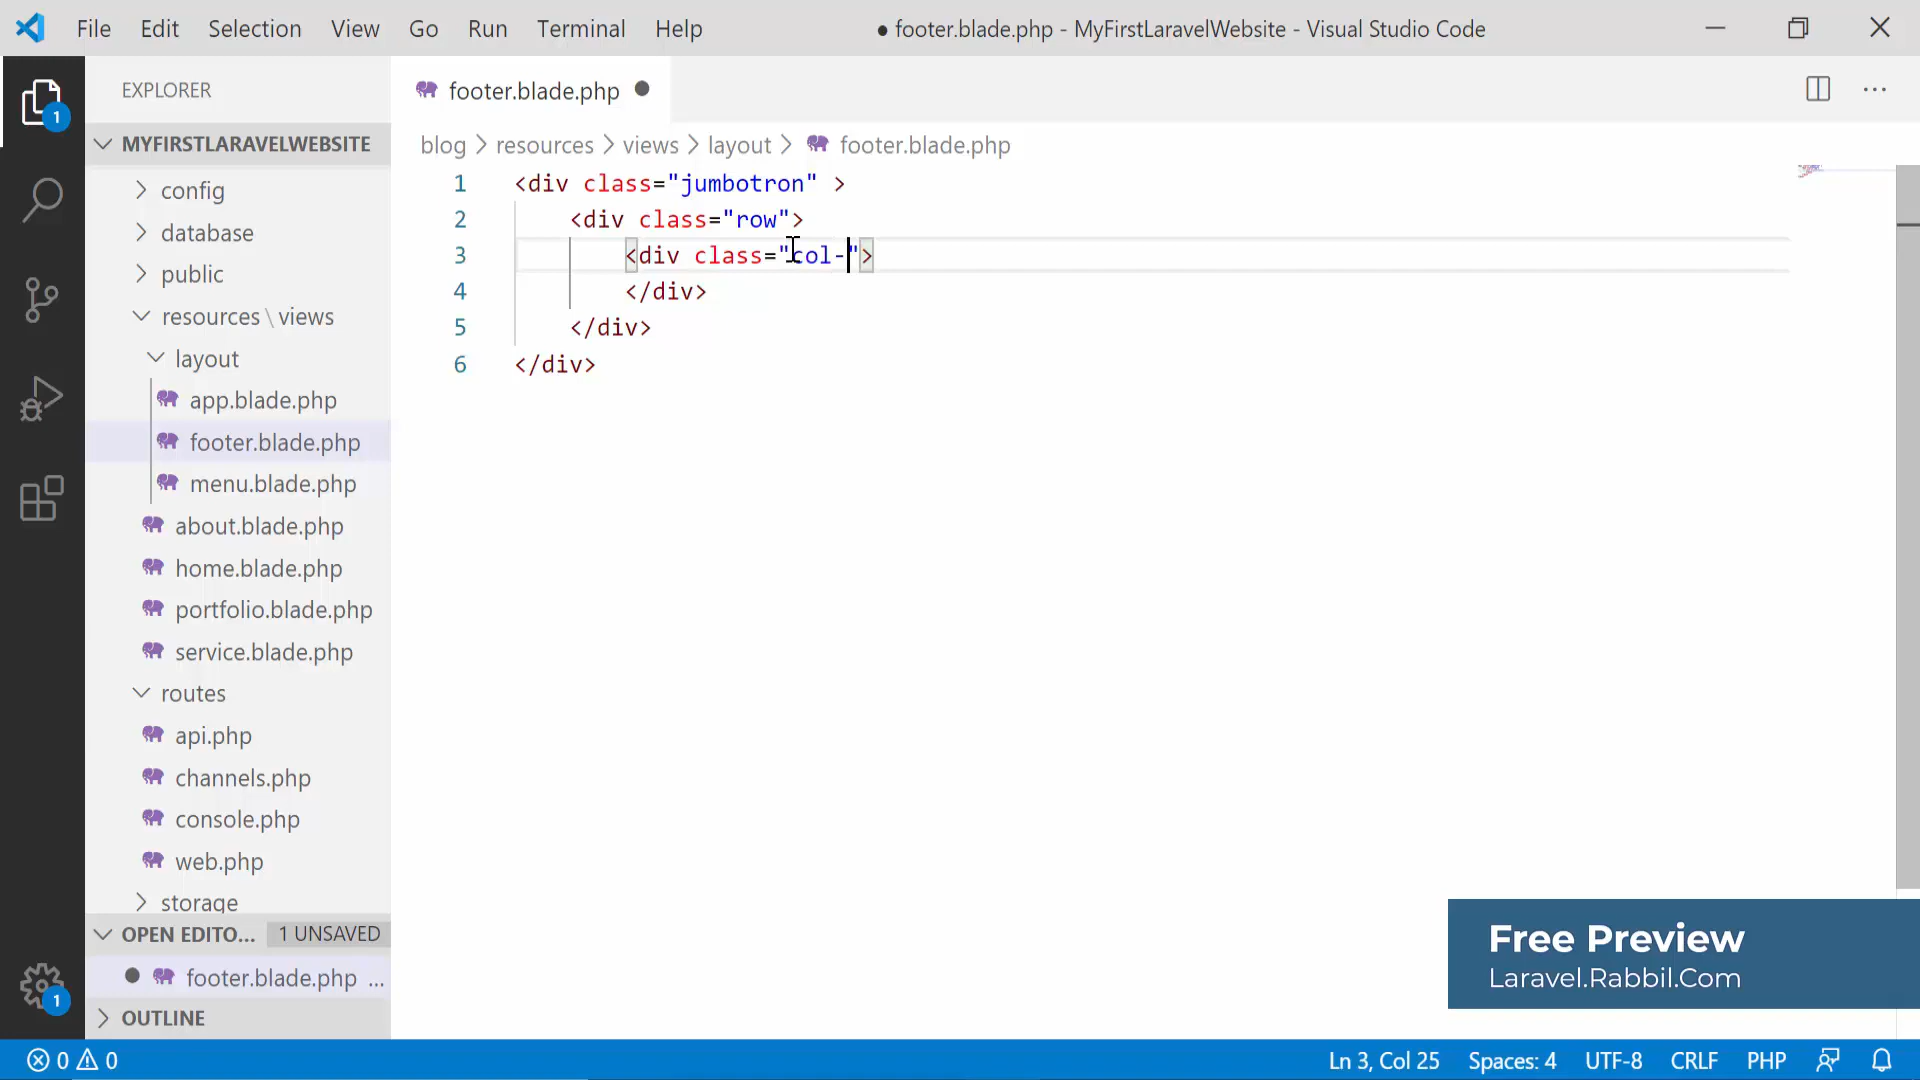 File Edit Selection View Go Run Terminal Help ● footer.blade.php - MyFirstLaravelWebsite - Visual Studio Code
EXPLORER
footer.blade.php ●
1
MYFIRSTLARAVELWEBSITE
blog > resources > views > layout > footer.blade.php
config
database
public
resources \ views
layout
app.blade.php
footer.blade.php
menu.blade.php
about.blade.php
home.blade.php
portfolio.blade.php
service.blade.php
routes
api.php
channels.php
console.php
web.php
storage
OPEN EDITO... 1 UNSAVED
● footer.blade.php ...
OUTLINE
1
1 <div class="jumbotron" >
2 <div class="row">
3 <div class="col-">
4 </div>
5 </div>
6 </div>
Free Preview
Laravel.Rabbil.Com
0 0 Ln 3, Col 25 Spaces: 4 UTF-8 CRLF PHP